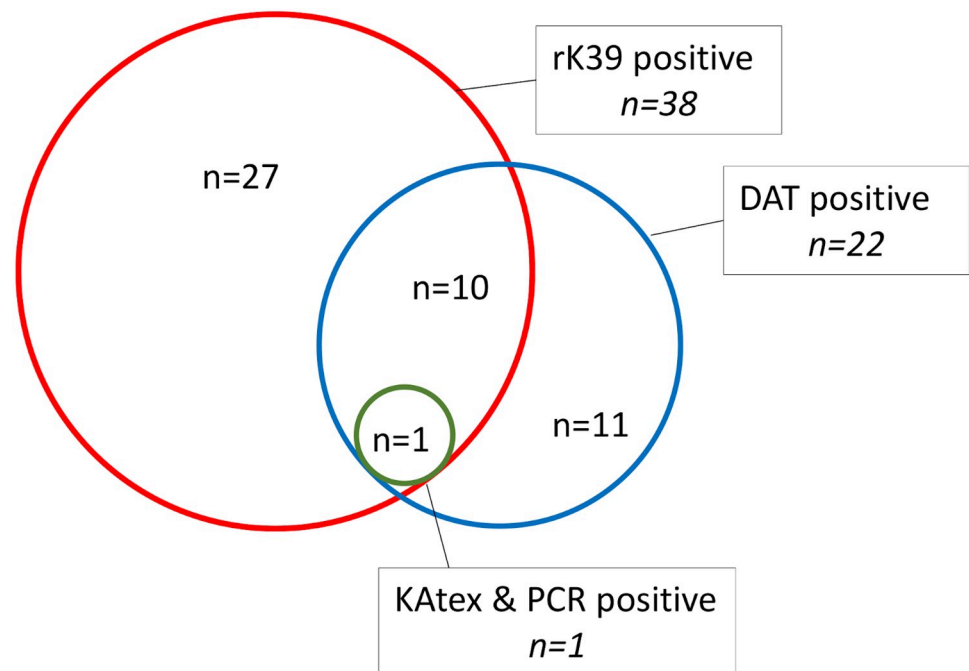 rK39 positive
n=38
n=27
DAT positive
n=22
n=10
n=11
n=1
KAtex & PCR positive
n=1